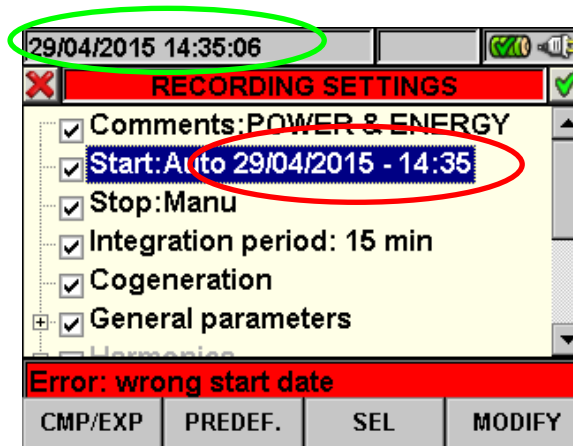 29/04/2015 14:35:06
RECORDING SETTINGS
Comments:POWER & ENERGY
Start:Auto 29/04/2015 - 14:35
Stop:Manu
Integration period: 15 min
Cogeneration
General parameters
Harmonics
Error: wrong start date
CMP/EXP PREDEF. SEL MODIFY